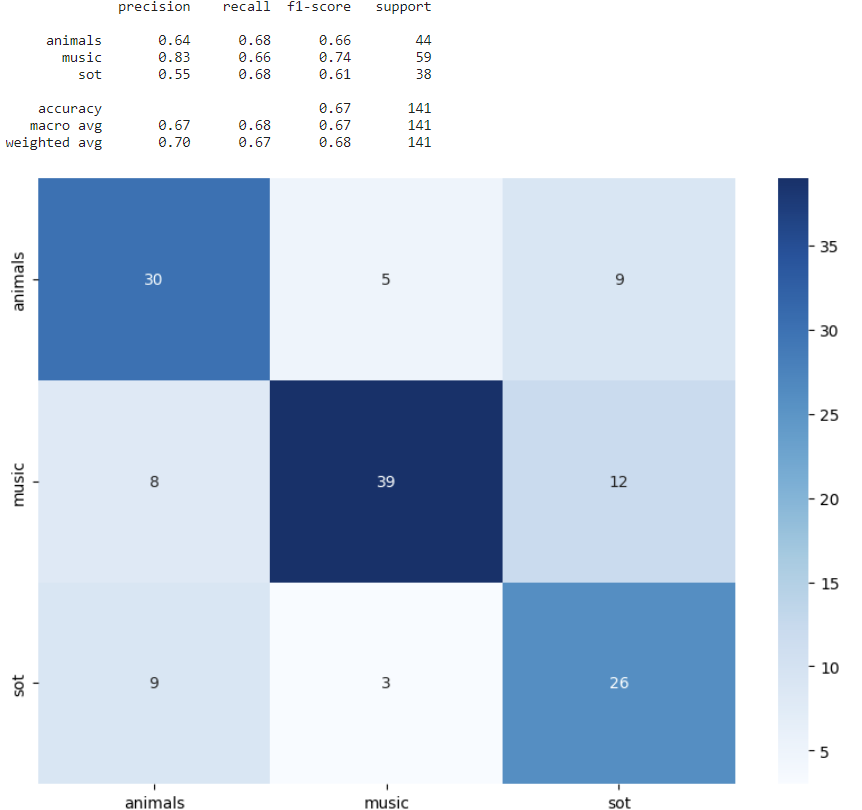 precision recall f1-score support
animals 0.64 0.68 0.66 44
music 0.83 0.66 0.74 59
sot 0.55 0.68 0.61 38
accuracy 0.67 141
macro avg 0.67 0.68 0.67 141
weighted avg 0.70 0.67 0.68 141
animals 30 5 9
music 8 39 12
sot 9 3 26
animals music sot
35
30
25
20
15
10
5